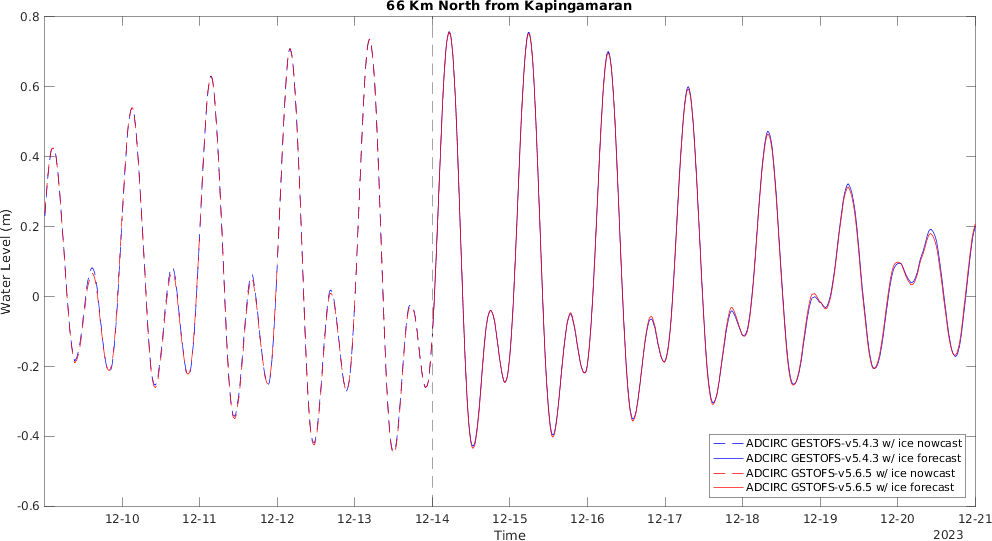 66 Km North from Kapingamaran
0.8
0.6
0.4
0.2
0
-0.2
-0.4
-0.6
Water Level (m)
12-10 12-11 12-12 12-13 12-14 12-15 12-16 12-17 12-18 12-19 12-20 12-21
Time
2023
ADCIRC GESTOFS-v5.4.3 w/ ice nowcast
ADCIRC GESTOFS-v5.4.3 w/ ice forecast
ADCIRC GSTOFS-v5.6.5 w/ ice nowcast
ADCIRC GSTOFS-v5.6.5 w/ ice forecast